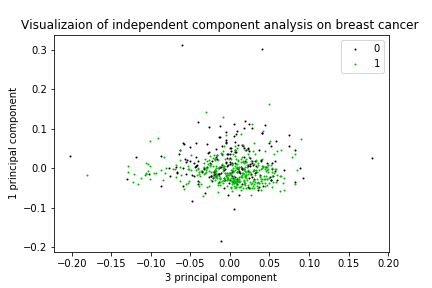 Visualizaion of independent component analysis on breast cancer
0
1
0.3
0.2
0.1
0.0
−0.1
−0.2
1 principal component
−0.20 −0.15 −0.10 −0.05 0.00 0.05 0.10 0.15 0.20
3 principal component